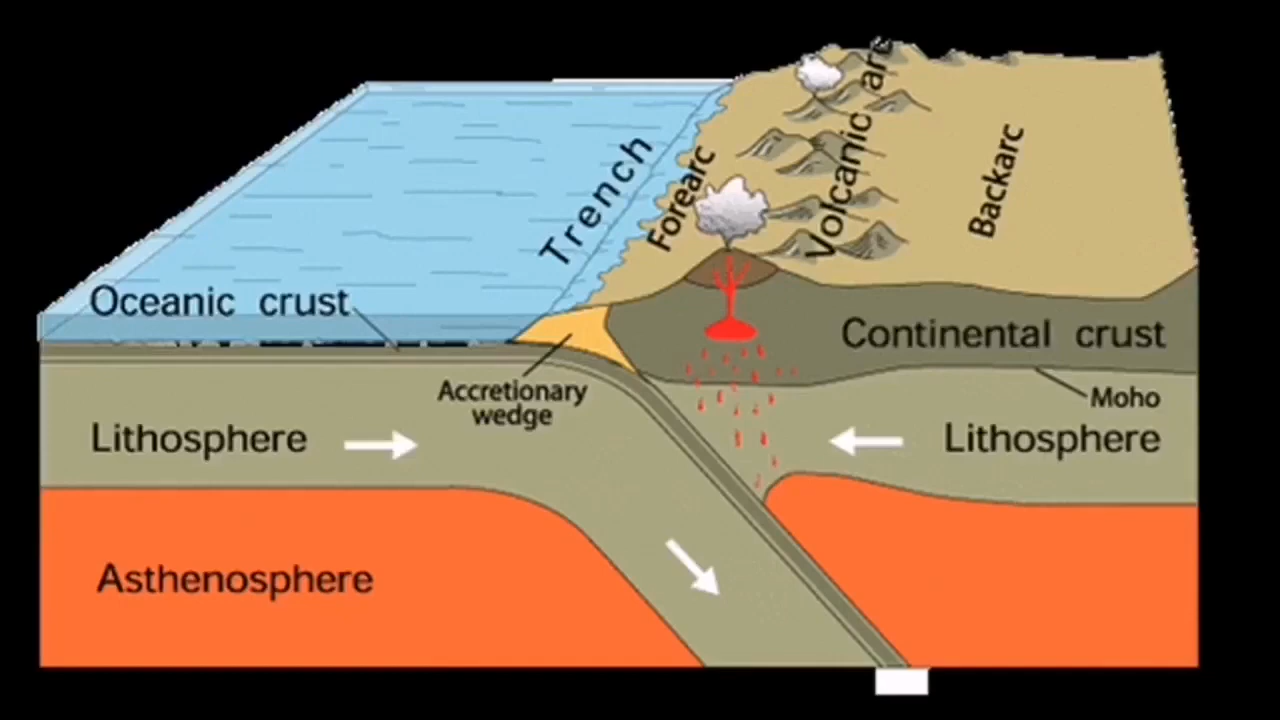 Trench
Forearc
Volcanic arc
Backarc
Oceanic crust
Continental crust
Accretionary
wedge
Moho
Lithosphere
Lithosphere
Asthenosphere